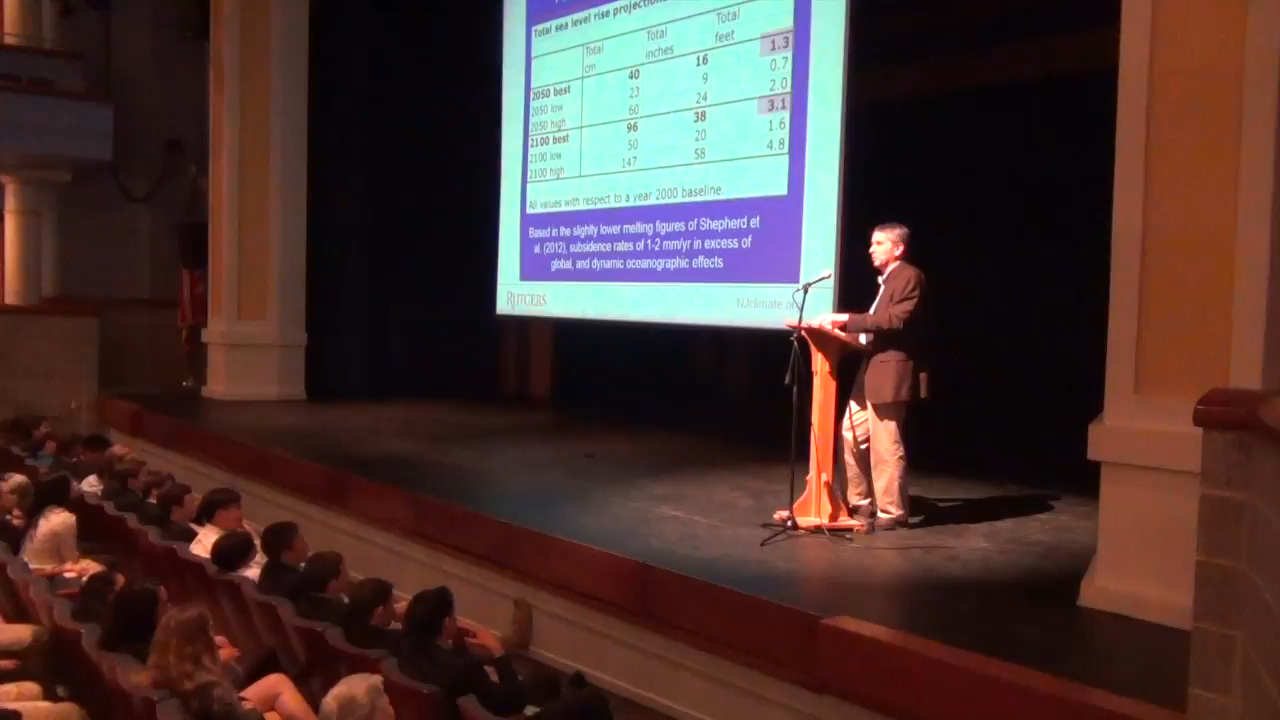 Total sea level rise projections
Total cm Total inches Total feet
2050 best 40 16 1.3
2050 low 23 9 0.7
2050 high 60 24 2.0
2100 best 96 38 3.1
2100 low 50 20 1.6
2100 high 147 58 4.8
All values with respect to a year 2000 baseline.
Based in the slightly lower melting figures of Shepherd et
al. (2012), subsidence rates of 1-2 mm/yr in excess of
global, and dynamic oceanographic effects
RUTGERS
NJclimate.org